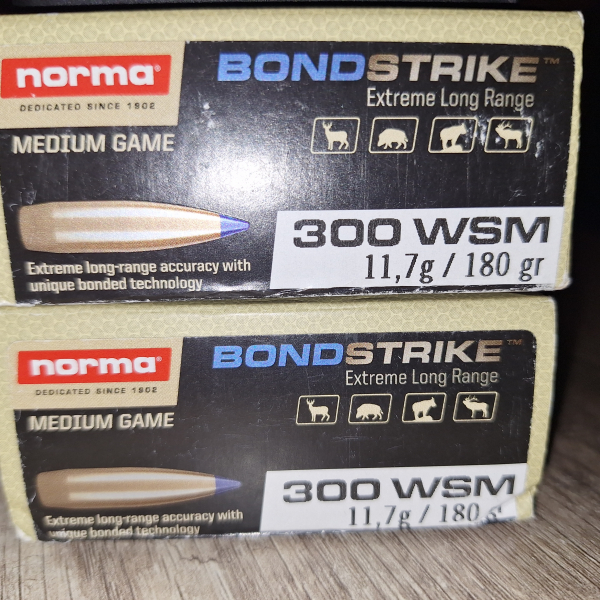 norma®
DEDICATED SINCE 1902
MEDIUM GAME
BONDSTRIKE™
Extreme Long Range
Extreme long-range accuracy with
unique bonded technology
300 WSM
11,7g / 180 gr
norma®
DEDICATED SINCE 1902
MEDIUM GAME
BONDSTRIKE™
Extreme Long Range
Extreme long-range accuracy with
unique bonded technology
300 WSM
11,7g / 180